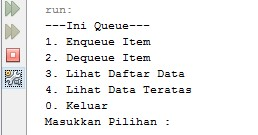 run:
---Ini Queue---
1. Enqueue Item
2. Dequeue Item
3. Lihat Daftar Data
4. Lihat Data Teratas
0. Keluar
Masukkan Pilihan :